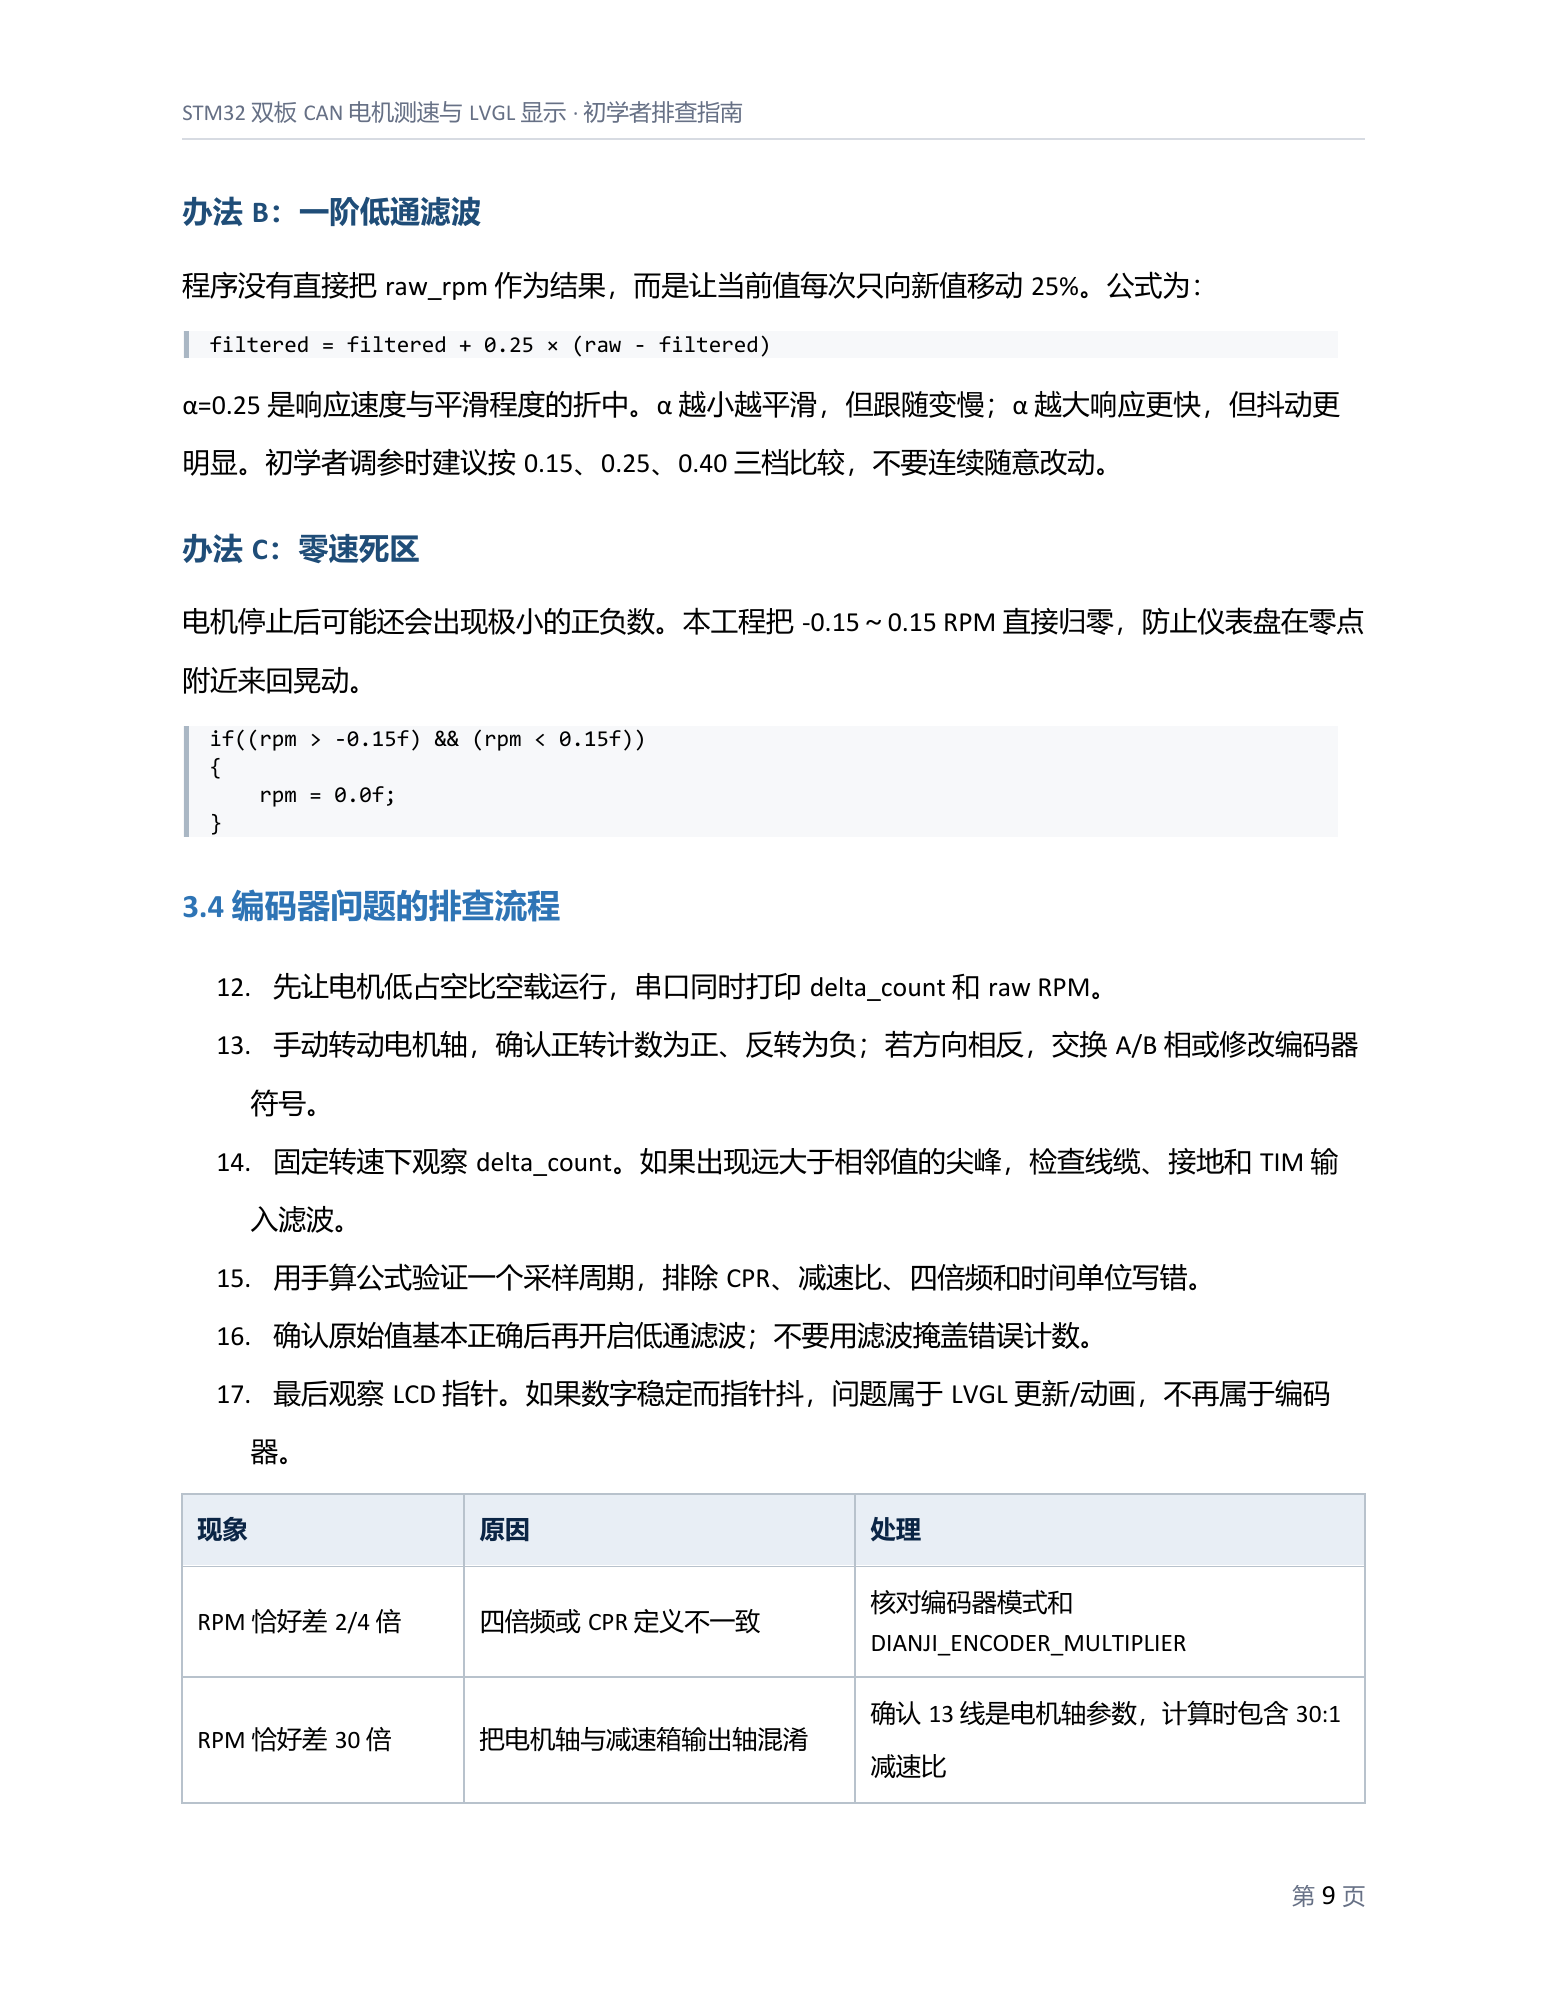 STM32 双板 CAN 电机测速与 LVGL 显示 · 初学者排查指南
办法 B：一阶低通滤波
程序没有直接把 raw_rpm 作为结果，而是让当前值每次只向新值移动 25%。公式为：
filtered = filtered + 0.25 × (raw - filtered)
α=0.25 是响应速度与平滑程度的折中。α 越小越平滑，但跟随变慢；α 越大响应更快，但抖动更
明显。初学者调参时建议按 0.15、0.25、0.40 三档比较，不要连续随意改动。
办法 C：零速死区
电机停止后可能还会出现极小的正负数。本工程把 -0.15 ~ 0.15 RPM 直接归零，防止仪表盘在零点
附近来回晃动。
if((rpm > -0.15f) && (rpm < 0.15f))
{
    rpm = 0.0f;
}
3.4 编码器问题的排查流程
12. 先让电机低占空比空载运行，串口同时打印 delta_count 和 raw RPM。
13. 手动转动电机轴，确认正转计数为正、反转为负；若方向相反，交换 A/B 相或修改编码器
符号。
14. 固定转速下观察 delta_count。如果出现远大于相邻值的尖峰，检查线缆、接地和 TIM 输
入滤波。
15. 用手算公式验证一个采样周期，排除 CPR、减速比、四倍频和时间单位写错。
16. 确认原始值基本正确后再开启低通滤波；不要用滤波掩盖错误计数。
17. 最后观察 LCD 指针。如果数字稳定而指针抖，问题属于 LVGL 更新/动画，不再属于编码
器。
现象 原因 处理
RPM 恰好差 2/4 倍 四倍频或 CPR 定义不一致 核对编码器模式和
DIANJI_ENCODER_MULTIPLIER
RPM 恰好差 30 倍 把电机轴与减速箱输出轴混淆 确认 13 线是电机轴参数，计算时包含 30:1
减速比
第 9 页